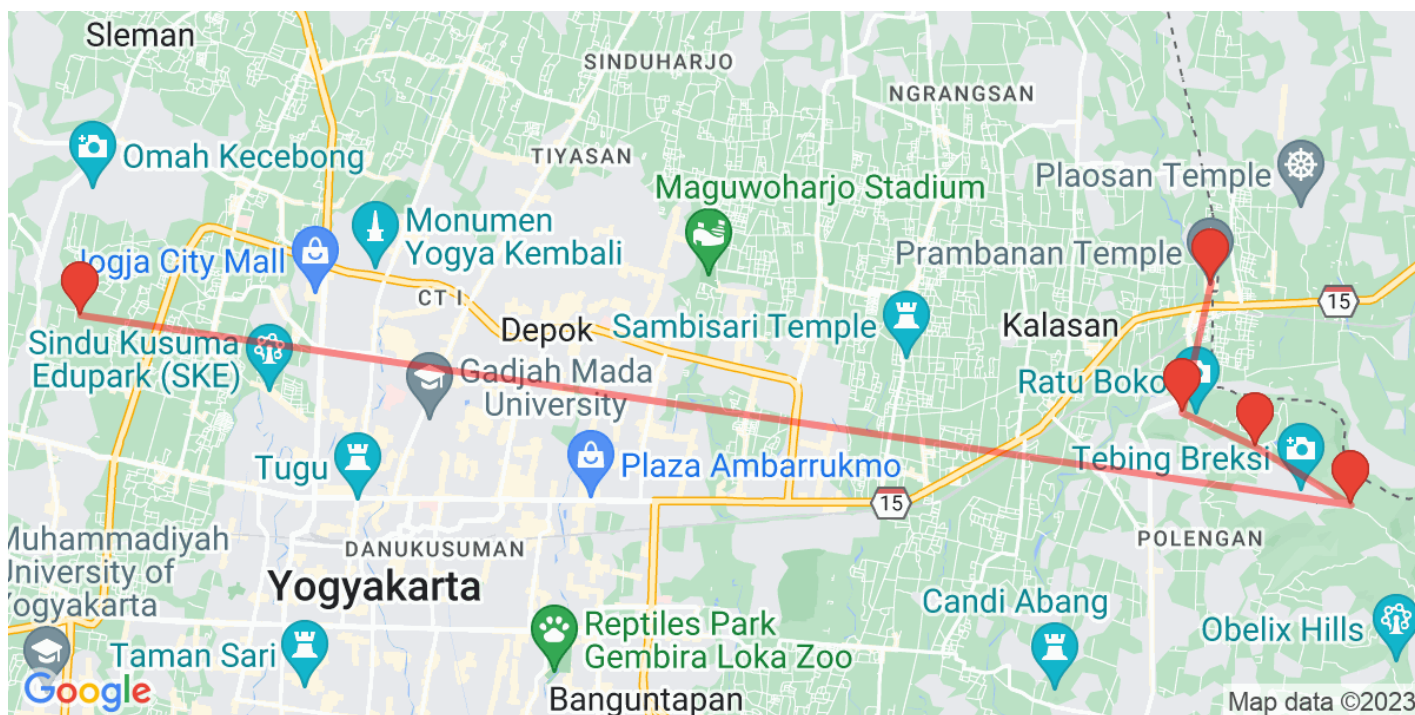 Sleman
SINDUHARJO
NGRANGSAN
Omah Kecebong
TIYASAN
Maguwoharjo Stadium
Plaosan Temple
Monumen
Yogya Kembali
Prambanan Temple
Jogja City Mall
CT I.
15
Depok
Sambisari Temple
Kalasan
Sindu Kusuma
Edupark (SKE)
Gadjah Mada
University
Ratu Boko
Tugu
Plaza Ambarrukmo
Tebing Breksi
15
Muhammadiyah
University of
Yogyakarta
DANUKUSUMAN
POLENGAN
Yogyakarta
Candi Abang
Reptiles Park
Gembira Loka Zoo
Obelix Hills
Taman Sari
Google
Banguntapan
Map data ©2023